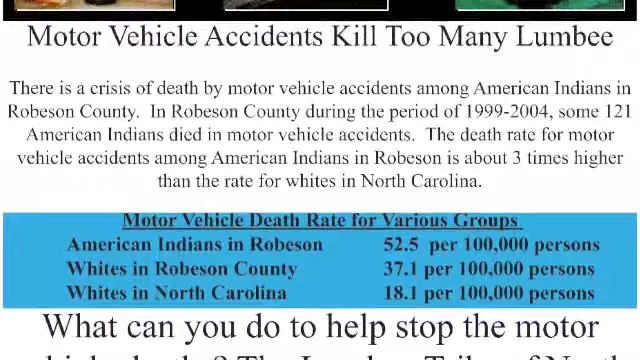 Motor Vehicle Accidents Kill Too Many Lumbee
There is a crisis of death by motor vehicle accidents among American Indians in
Robeson County. In Robeson County during the period of 1999-2004, some 121
American Indians died in motor vehicle accidents. The death rate for motor
vehicle accidents among American Indians in Robeson is about 3 times higher
than the rate for whites in North Carolina.
Motor Vehicle Death Rate for Various Groups
American Indians in Robeson 52.5 per 100,000 persons
Whites in Robeson County 37.1 per 100,000 persons
Whites in North Carolina 18.1 per 100,000 persons
What can you do to help stop the motor